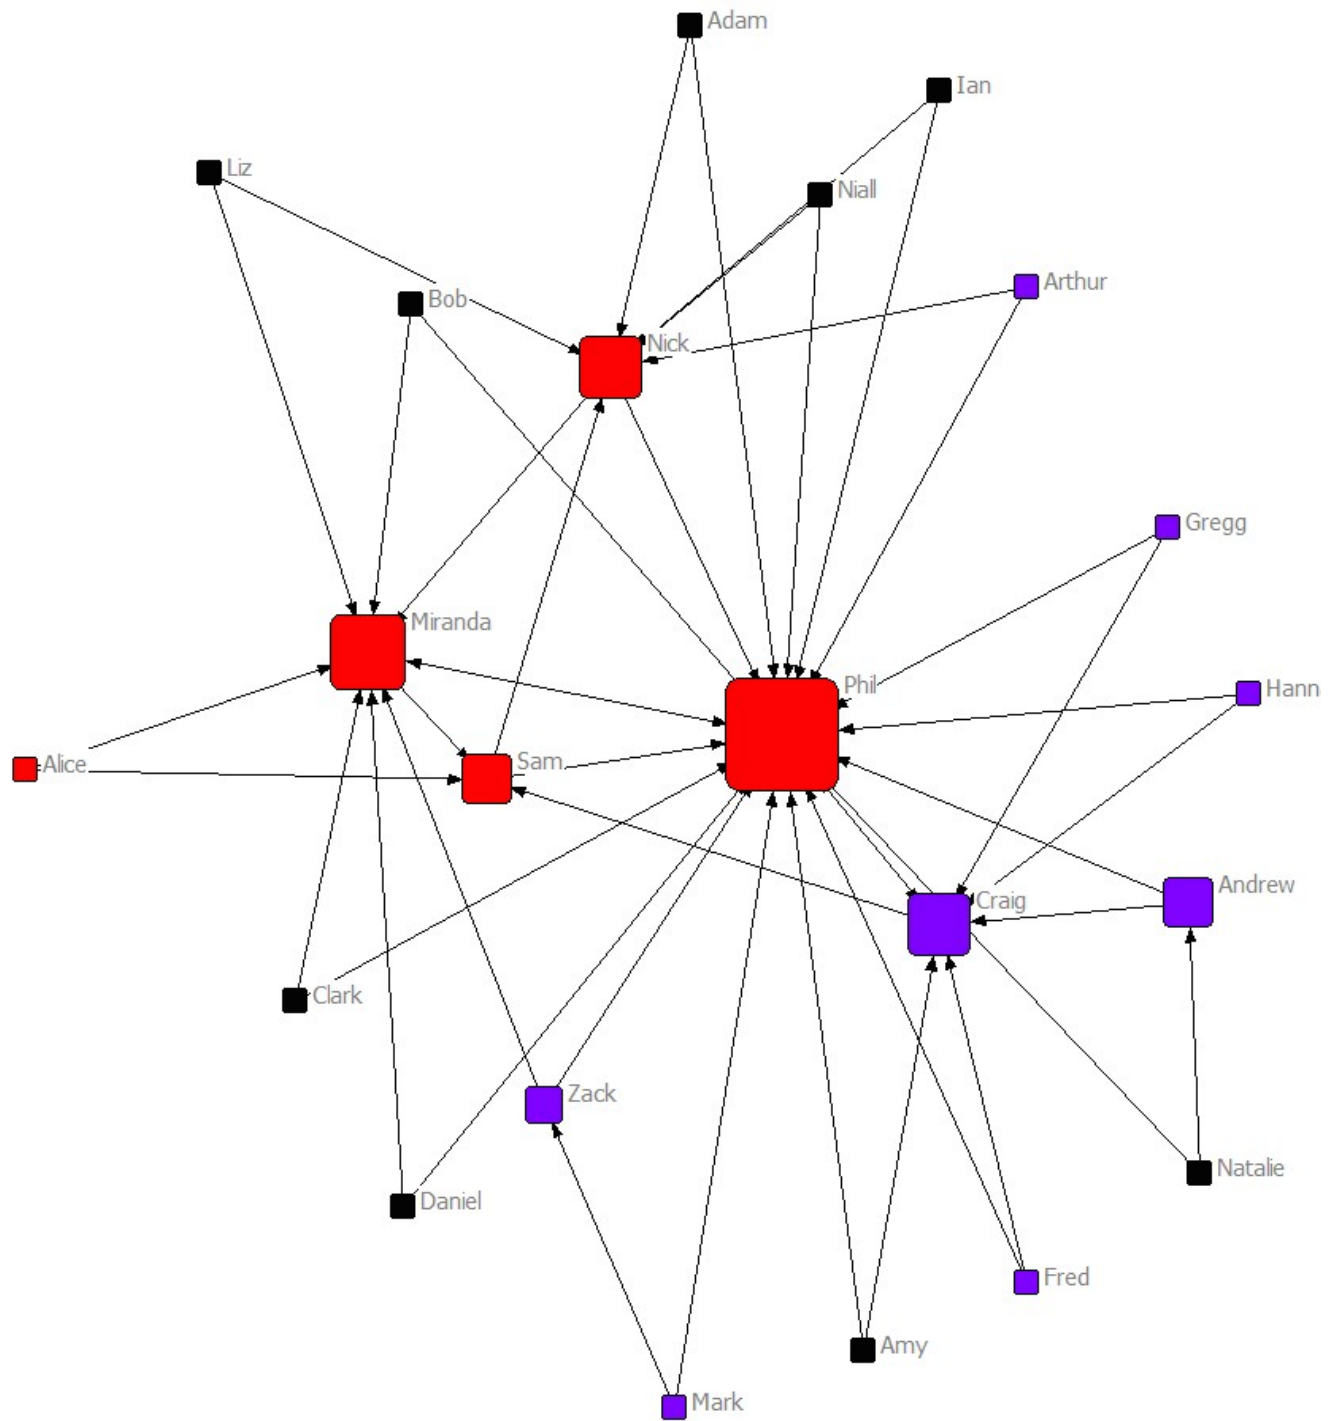 Adam
Ian
Liz
Niall
Arthur
Bob
Nick
Gregg
Miranda
Phil
Hann
Sam
Alice
Andrew
Craig
Clark
Zack
Natalie
Daniel
Fred
Amy
Mark